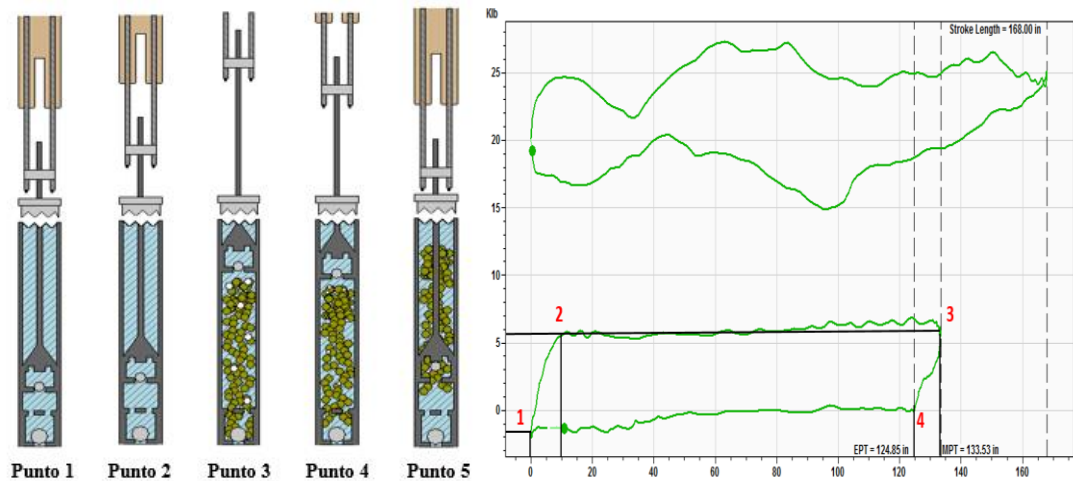 Punto 1
Punto 2
Punto 3
Punto 4
Punto 5
Klb
Stroke Length = 168.00 in
25
20
15
10
5
0
2
3
1
4
EPT = 124.85 in
MPT = 133.53 in
0
20
40
60
80
100
120
140
160